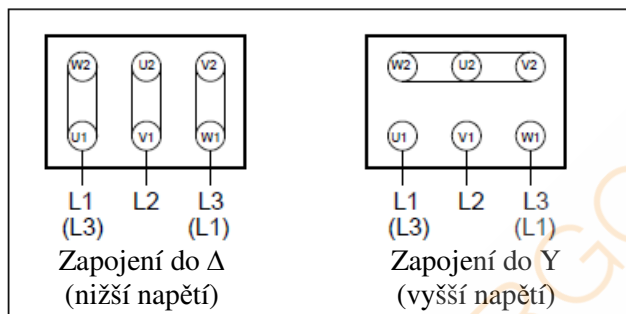 W2 U2 V2
U1 V1 W1
L1 L2 L3
(L3) (L1)
Zapojení do Δ
(nižší napětí)
W2 U2 V2
U1 V1 W1
L1 L2 L3
(L3) (L1)
Zapojení do Y
(vyšší napětí)